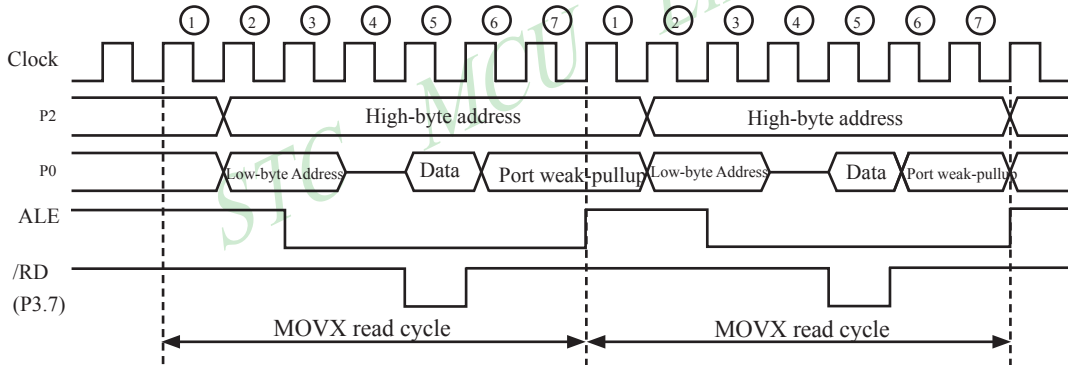 1 2 3 4 5 6 7 1 2 3 4 5 6 7
Clock
P2 High-byte address High-byte address
P0 Low-byte Address Data Port weak-pullup Low-byte Address Data Port weak-pullup
ALE
/RD
(P3.7)
MOVX read cycle MOVX read cycle
STC MCU